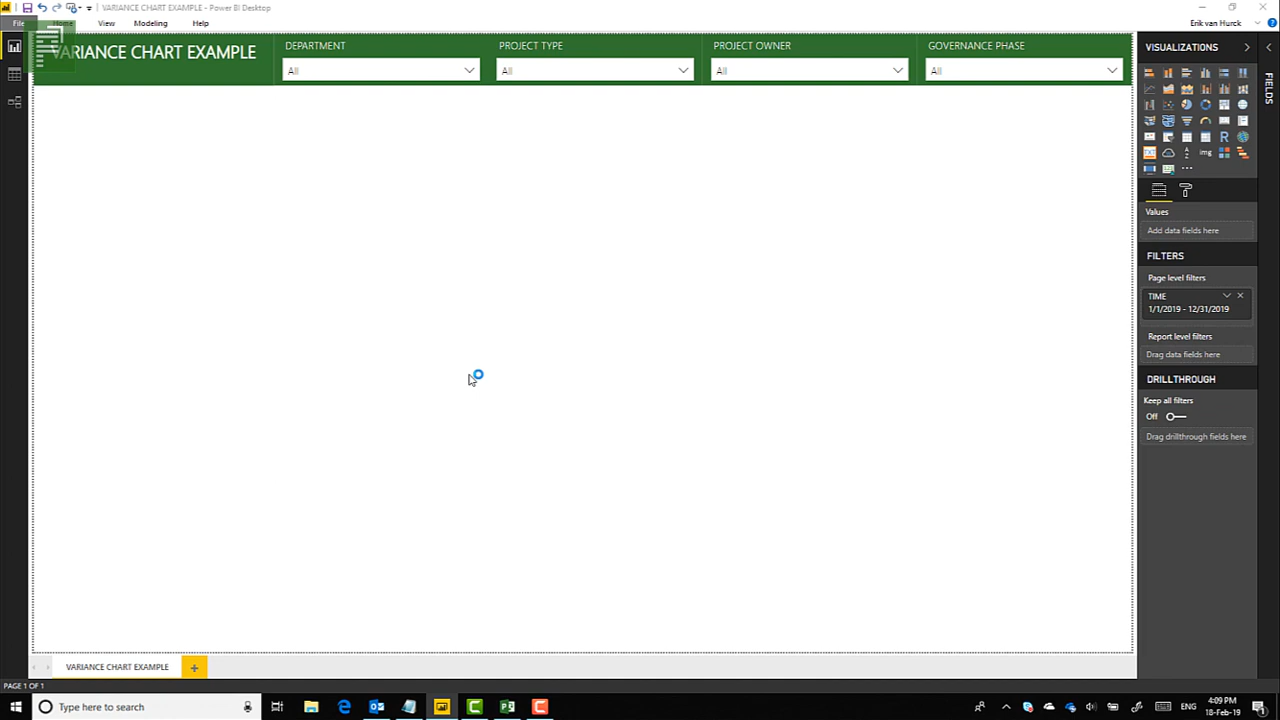 VARIANCE CHART EXAMPLE - Power BI Desktop
File
Home
View
Modeling
Help
Erik van Hurck
VARIANCE CHART EXAMPLE
DEPARTMENT
All
PROJECT TYPE
All
PROJECT OWNER
All
GOVERNANCE PHASE
All
VISUALIZATIONS
FIELDS
R
img
Values
Add data fields here
FILTERS
Page level filters
TIME
1/1/2019 - 12/31/2019
Report level filters
Drag data fields here
DRILLTHROUGH
Keep all filters
Off
Drag drillthrough fields here
VARIANCE CHART EXAMPLE
PAGE 1 OF 1
Type here to search
ENG
4:09 PM
18-Feb-19